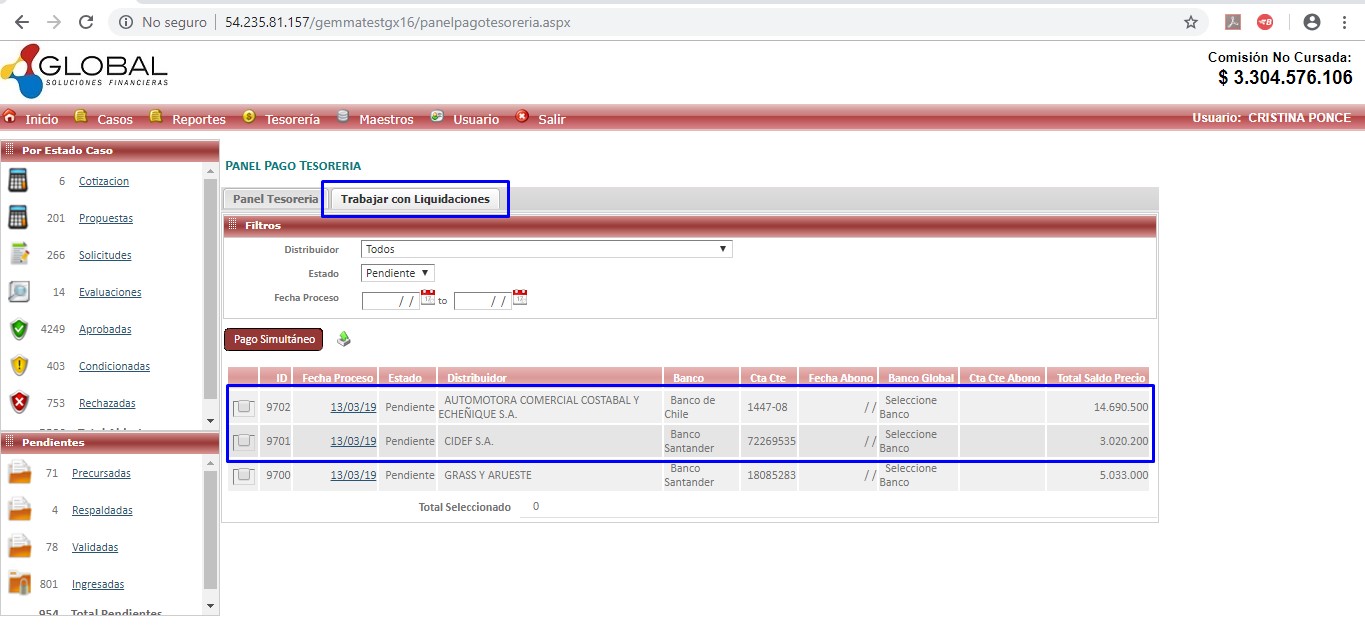 No seguro
54.235.81.157/gemmatestgx16/panelpagotesoreria.aspx
GLOBAL
SOLUCIONES FINANCIERAS
Comisión No Cursada:
$ 3.304.576.106
Inicio Casos Reportes Tesorería Maestros Usuario Salir
Usuario: CRISTINA PONCE
Por Estado Caso
6 Cotizacion
201 Propuestas
266 Solicitudes
14 Evaluaciones
4249 Aprobadas
403 Condicionadas
753 Rechazadas
Pendientes
71 Precursadas
4 Respaldadas
78 Validadas
801 Ingresadas
954 Total Pendientes
PANEL PAGO TESORERIA
Panel Tesoreria Trabajar con Liquidaciones
Filtros
Distribuidor Todos
Estado Pendiente
Fecha Proceso / / to / /
Pago Simultáneo
ID Fecha Proceso Estado Distribuidor Banco Cta Cte Fecha Abono Banco Global Cta Cte Abono Total Saldo Precio
9702 13/03/19 Pendiente AUTOMOTORA COMERCIAL COSTABAL Y ECHEÑIQUE S.A. Banco de Chile 1447-08 / / Seleccione Banco 14.690.500
9701 13/03/19 Pendiente CIDEF S.A. Banco Santander 72269535 / / Seleccione Banco 3.020.200
9700 13/03/19 Pendiente GRASS Y ARUESTE Banco Santander 18085283 / / Seleccione Banco 5.033.000
Total Seleccionado 0